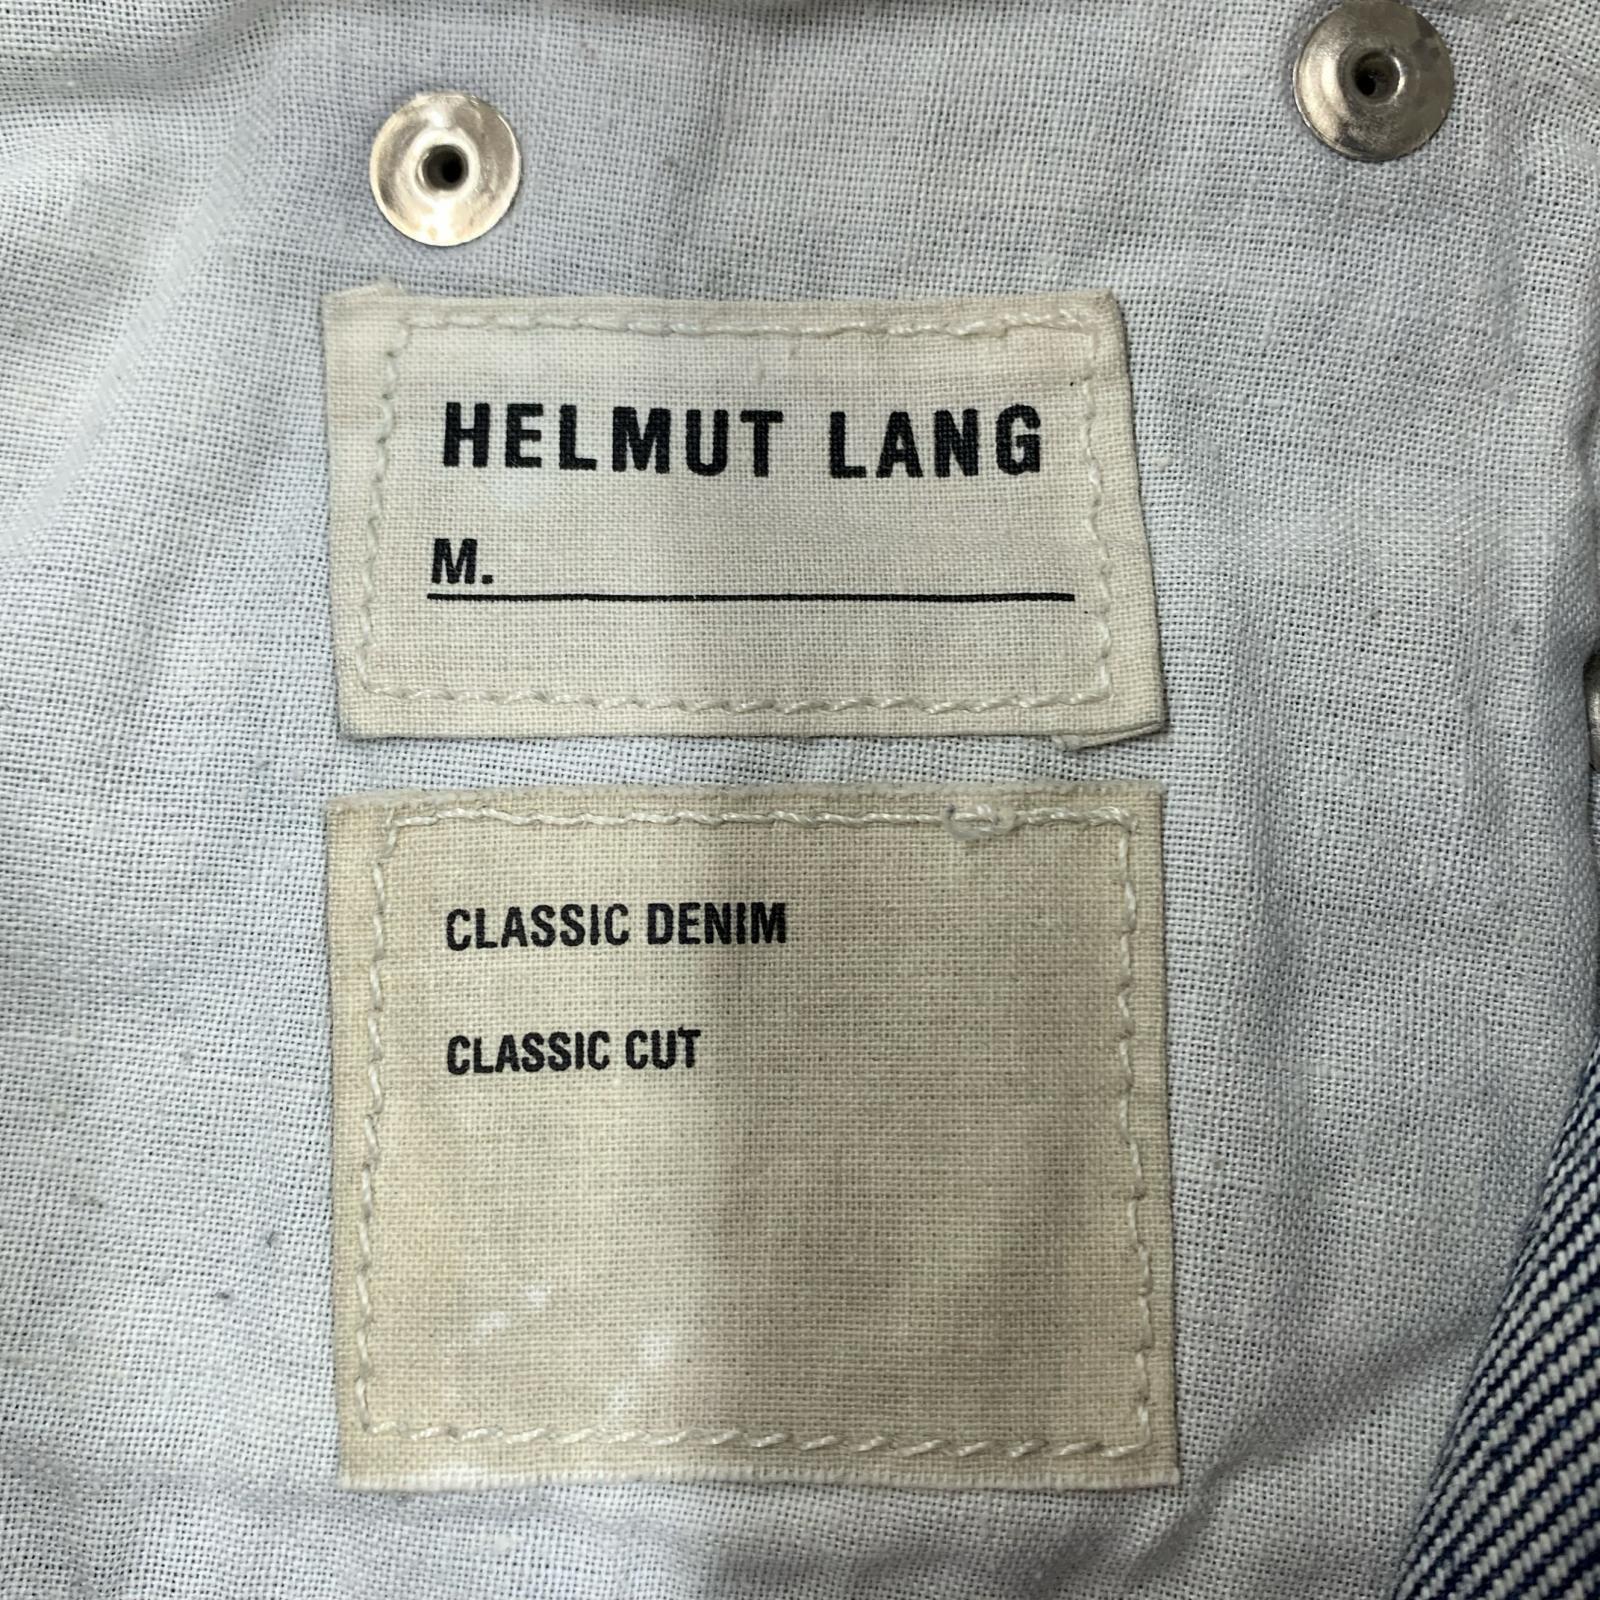 HELMUT LANG
M.
CLASSIC DENIM
CLASSIC CUT